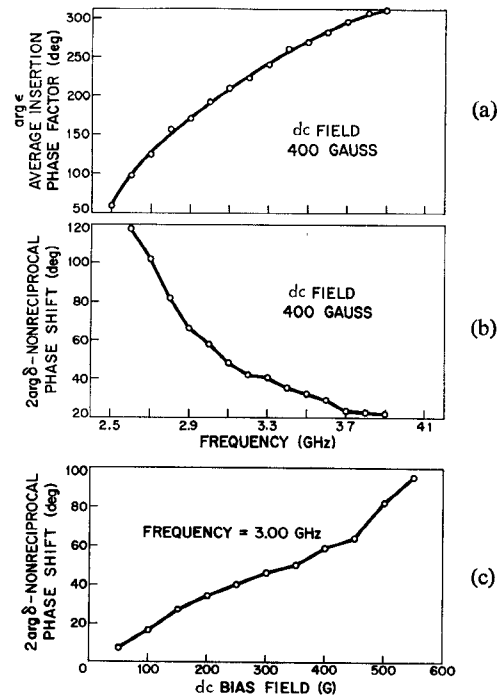 arg ϵ
AVERAGE INSERTION
PHASE FACTOR (deg)
300
250
200
150
100
50
dc FIELD
400 GAUSS
(a)
2argδ-NONRECIPROCAL
PHASE SHIFT (deg)
120
100
80
60
40
20
dc FIELD
400 GAUSS
(b)
2.5 2.9 3.3 3.7 41
FREQUENCY (GHz)
2argδ-NONRECIPROCAL
PHASE SHIFT (deg)
100
80
60
40
20
0
FREQUENCY = 3.00 GHz
(c)
0 100 200 300 400 500 600
dc BIAS FIELD (G)